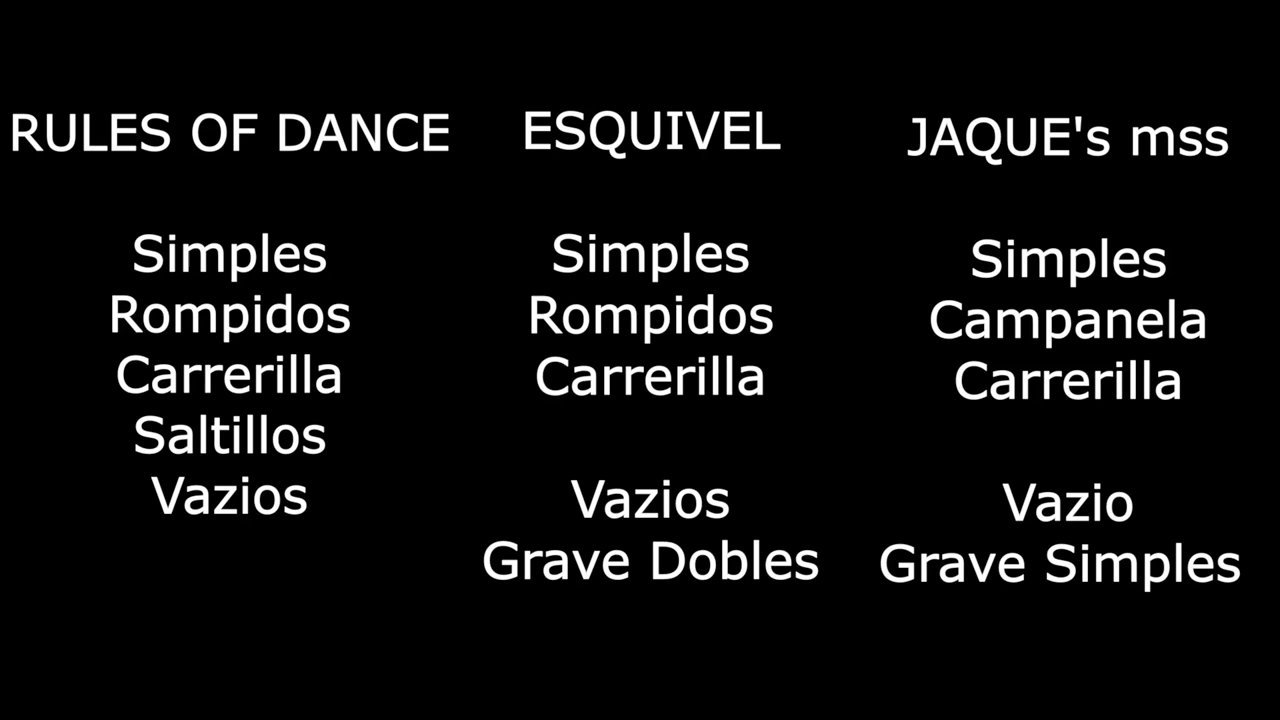 RULES OF DANCE
Simples
Rompidos
Carrerilla
Saltillos
Vazios
ESQUIVEL
Simples
Rompidos
Carrerilla
Vazios
Grave Dobles
JAQUE's mss
Simples
Campanela
Carrerilla
Vazio
Grave Simples